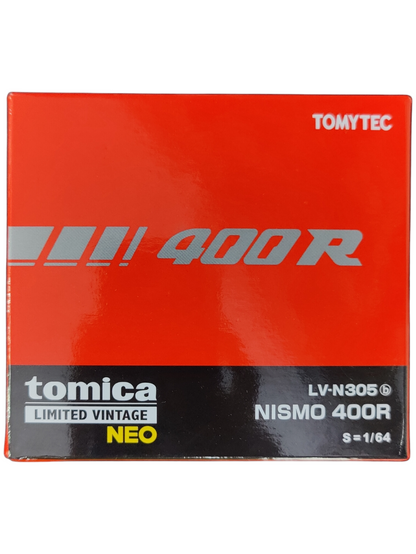 TOMYTEC
400R
tomica
LIMITED VINTAGE
NEO
LV-N305ⓑ
NISMO 400R
S=1/64